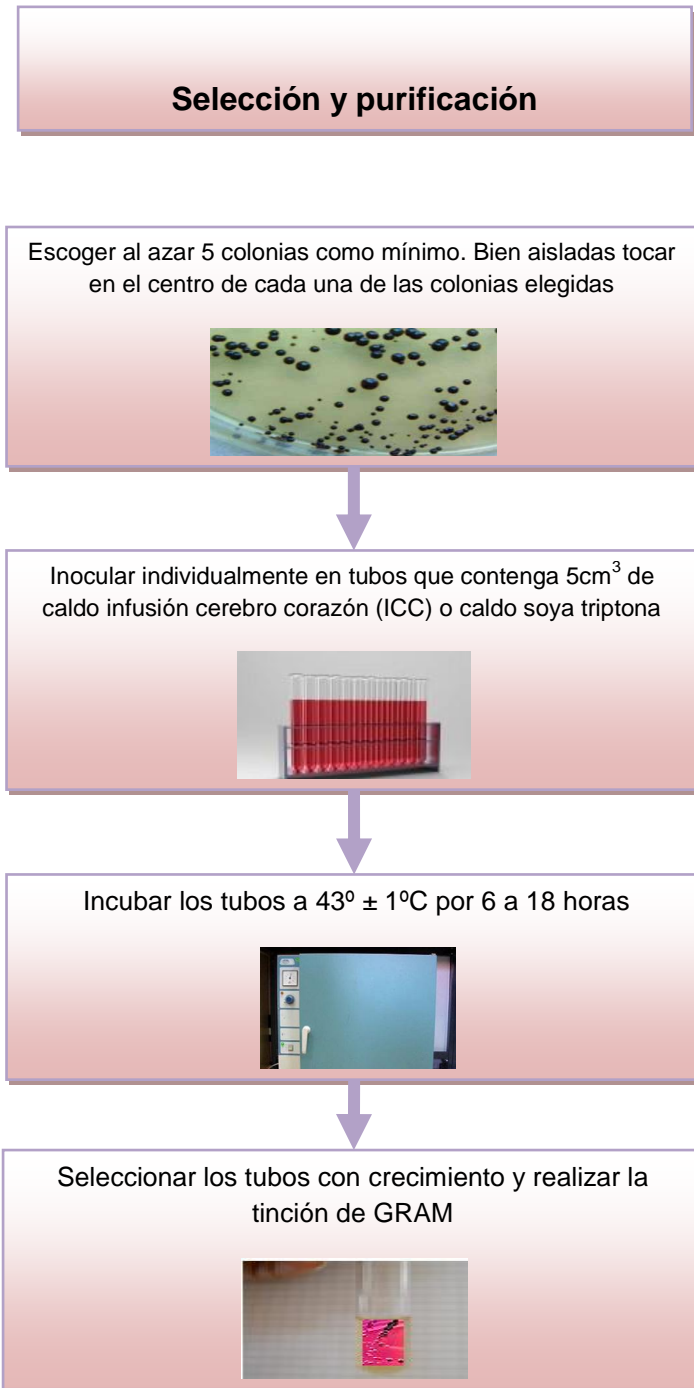 Selección y purificación
Escoger al azar 5 colonias como mínimo. Bien aisladas tocar
en el centro de cada una de las colonias elegidas
Inocular individualmente en tubos que contenga 5cm³ de
caldo infusión cerebro corazón (ICC) o caldo soya triptona
Incubar los tubos a 43º ± 1ºC por 6 a 18 horas
Seleccionar los tubos con crecimiento y realizar la
tinción de GRAM